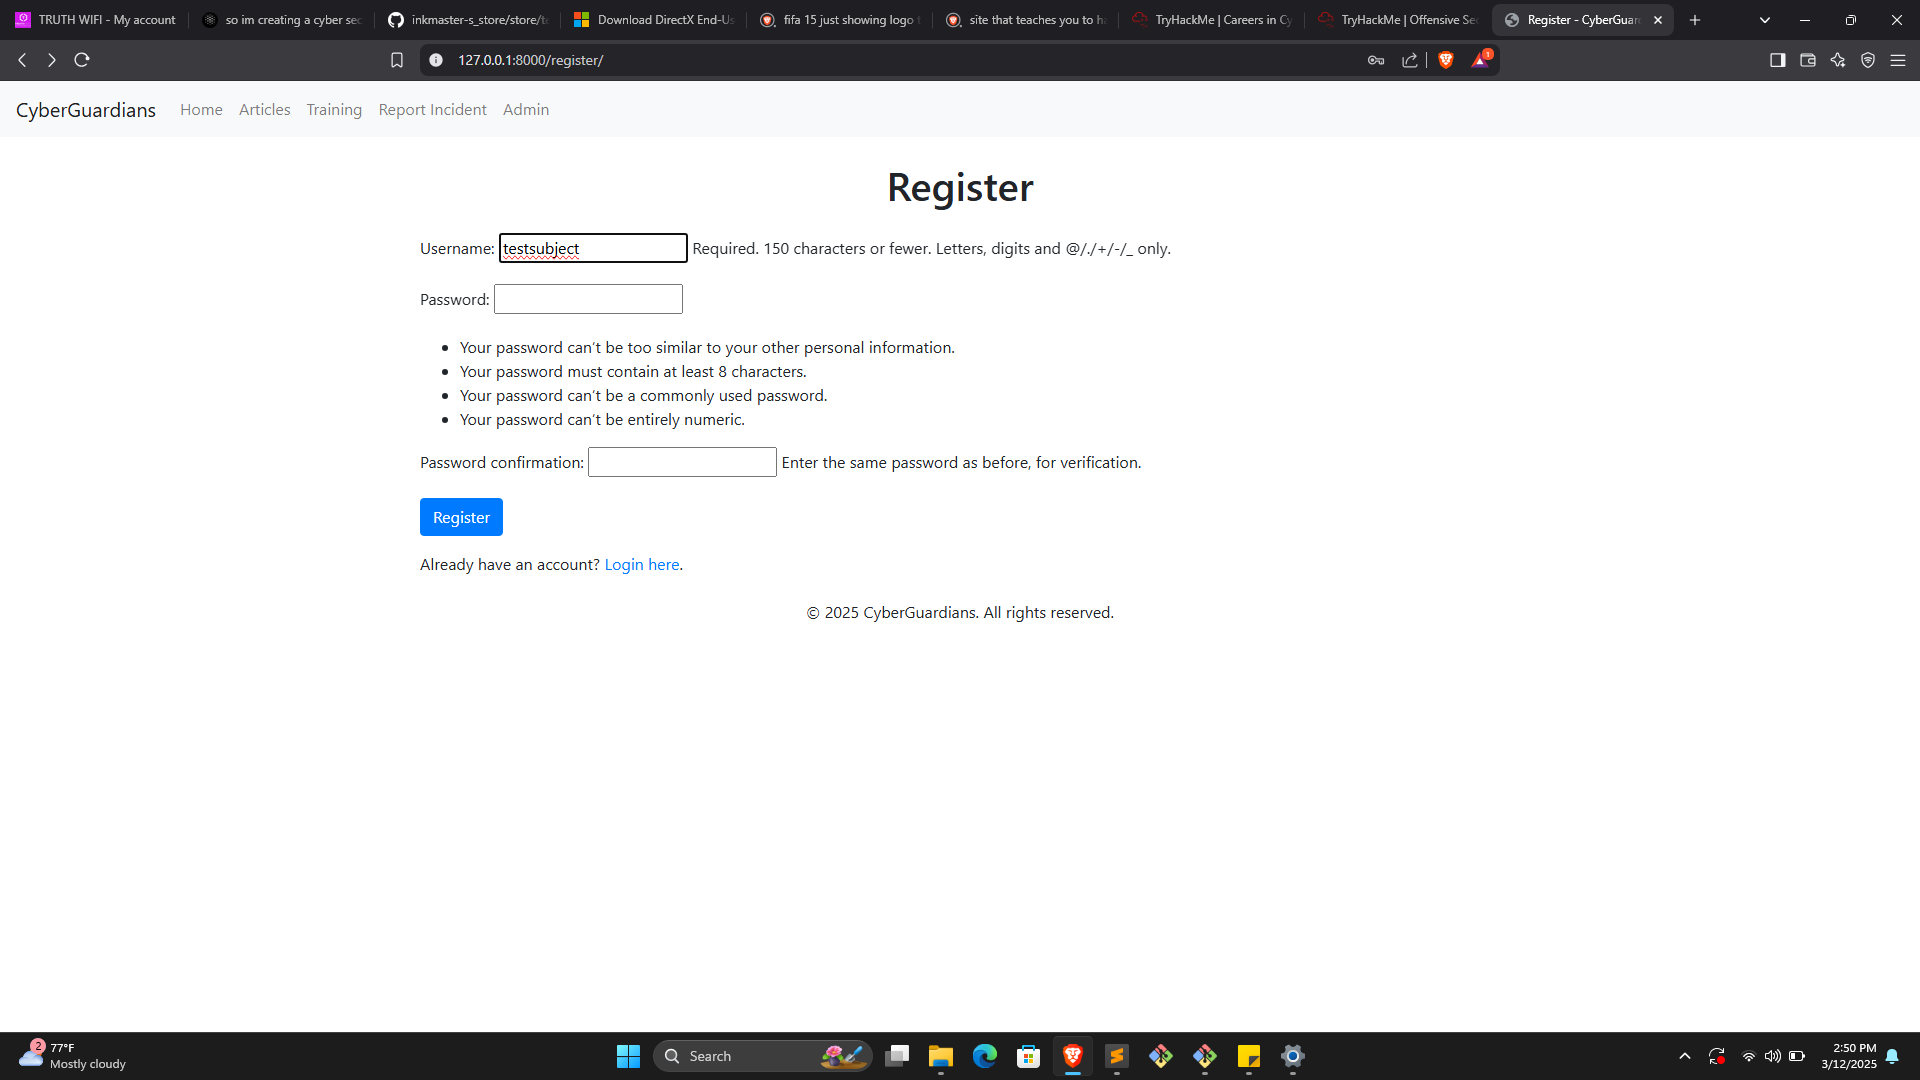 TRUTH WIFI - My account
so im creating a cyber sec
inkmaster-s_store/store/te
Download DirectX End-Us
fifa 15 just showing logo t
site that teaches you to ha
TryHackMe | Careers in Cy
TryHackMe | Offensive Sec
Register - CyberGuar
127.0.0.1:8000/register/
1
CyberGuardians
Home
Articles
Training
Report Incident
Admin
Register
Username: testsubject Required. 150 characters or fewer. Letters, digits and @/./+/-/_ only.
Password:
Your password can’t be too similar to your other personal information.
Your password must contain at least 8 characters.
Your password can’t be a commonly used password.
Your password can’t be entirely numeric.
Password confirmation: Enter the same password as before, for verification.
Register
Already have an account? Login here.
© 2025 CyberGuardians. All rights reserved.
2
77°F
Mostly cloudy
Search
2:50 PM
3/12/2025